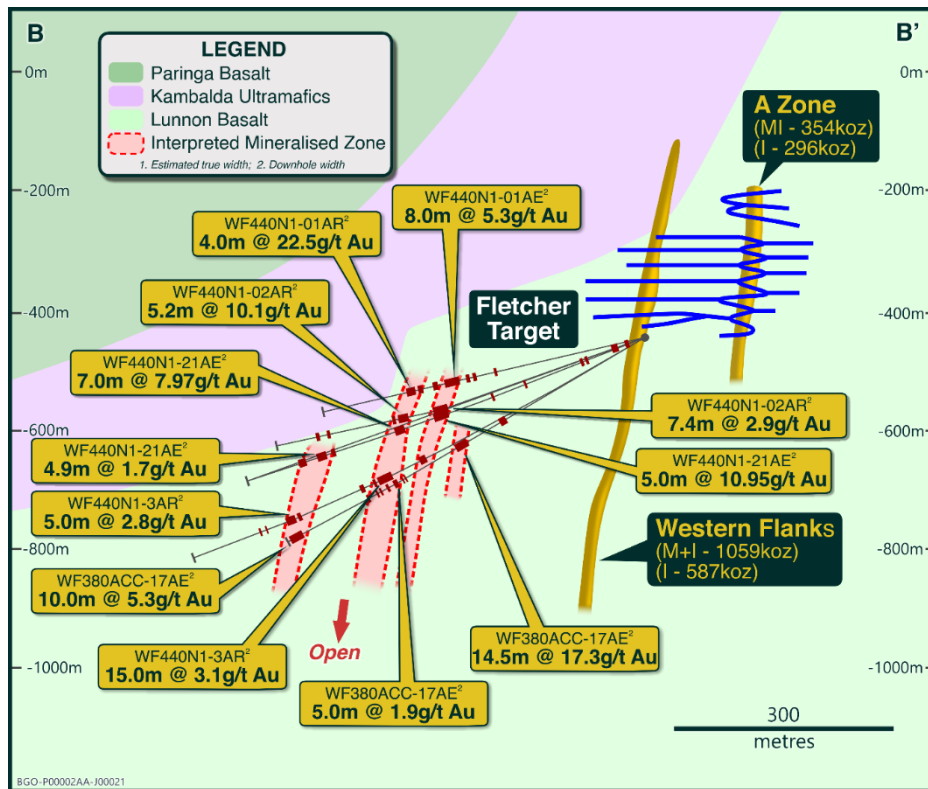 B
B'
LEGEND
Paringa Basalt
Kambalda Ultramafics
Lunnon Basalt
Interpreted Mineralised Zone
1. Estimated true width; 2. Downhole width
0m
0m
-200m
-200m
-400m
-400m
-600m
-600m
-800m
-800m
-1000m
-1000m
A Zone
(MI - 354koz)
(I - 296koz)
WF440N1-01AR²
4.0m @ 22.5g/t Au
WF440N1-01AE²
8.0m @ 5.3g/t Au
WF440N1-02AR²
5.2m @ 10.1g/t Au
Fletcher
Target
WF440N1-21AE²
7.0m @ 7.97g/t Au
WF440N1-02AR²
7.4m @ 2.9g/t Au
WF440N1-21AE²
4.9m @ 1.7g/t Au
WF440N1-21AE²
5.0m @ 10.95g/t Au
WF440N1-3AR²
5.0m @ 2.8g/t Au
Western Flanks
(M+I - 1059koz)
(I - 587koz)
WF380ACC-17AE²
10.0m @ 5.3g/t Au
Open
WF440N1-3AR²
15.0m @ 3.1g/t Au
WF380ACC-17AE²
14.5m @ 17.3g/t Au
WF380ACC-17AE²
5.0m @ 1.9g/t Au
300
metres
BGO-P00002AA-J00021